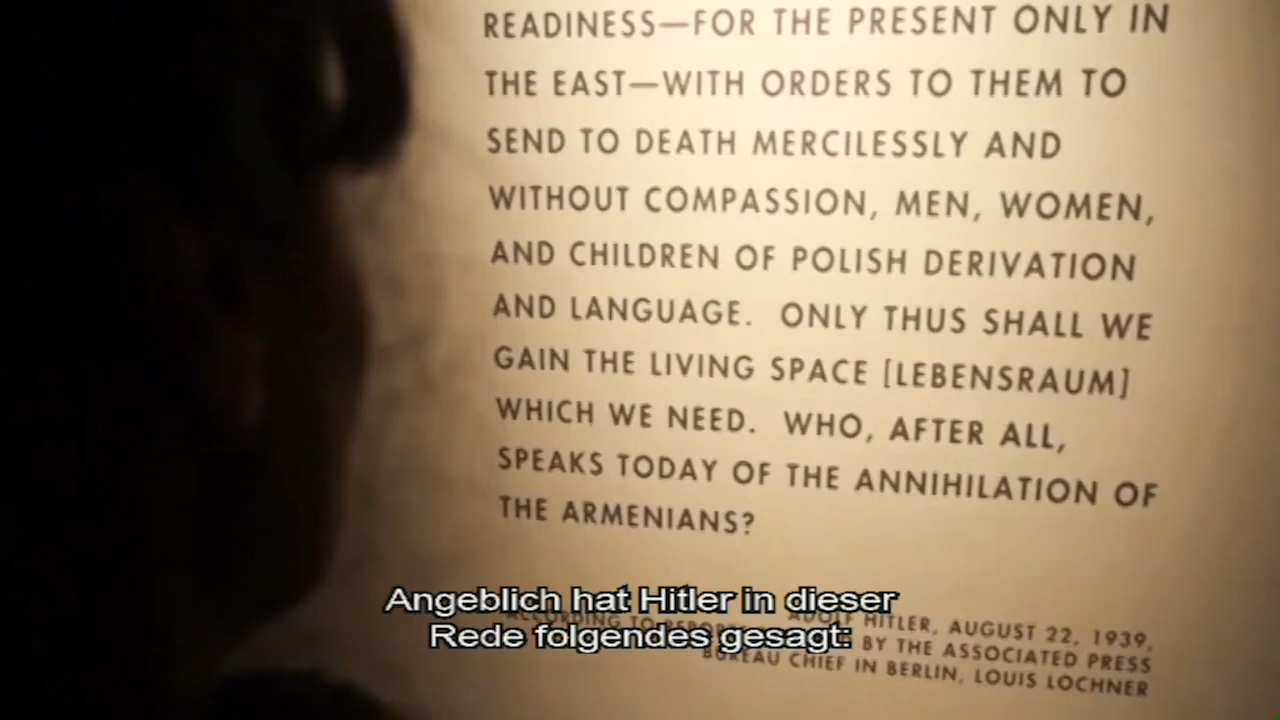 READINESS—FOR THE PRESENT ONLY IN
THE EAST—WITH ORDERS TO THEM TO
SEND TO DEATH MERCILESSLY AND
WITHOUT COMPASSION, MEN, WOMEN,
AND CHILDREN OF POLISH DERIVATION
AND LANGUAGE. ONLY THUS SHALL WE
GAIN THE LIVING SPACE [LEBENSRAUM]
WHICH WE NEED. WHO, AFTER ALL,
SPEAKS TODAY OF THE ANNIHILATION OF
THE ARMENIANS?
ADOLF HITLER, AUGUST 22, 1939,
ACCORDING TO BY THE ASSOCIATED PRESS
BUREAU CHIEF IN BERLIN, LOUIS LOCHNER
Angeblich hat Hitler in dieser
Rede folgendes gesagt: